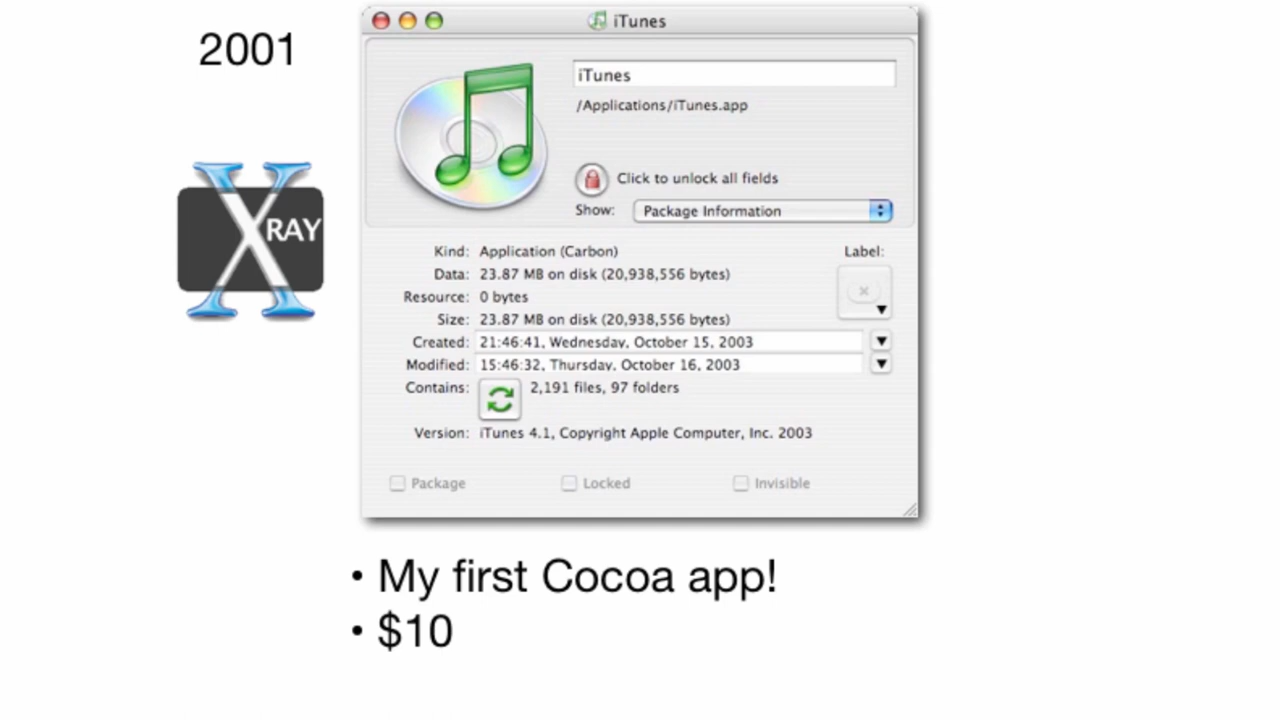 2001
XRAY
iTunes
iTunes
/Applications/iTunes.app
Click to unlock all fields
Show: Package Information
Kind: Application (Carbon)
Label:
Data: 23.87 MB on disk (20,938,556 bytes)
Resource: 0 bytes
Size: 23.87 MB on disk (20,938,556 bytes)
Created: 21:46:41, Wednesday, October 15, 2003
Modified: 15:46:32, Thursday, October 16, 2003
Contains: 2,191 files, 97 folders
Version: iTunes 4.1, Copyright Apple Computer, Inc. 2003
Package Locked Invisible
• My first Cocoa app!
• $10